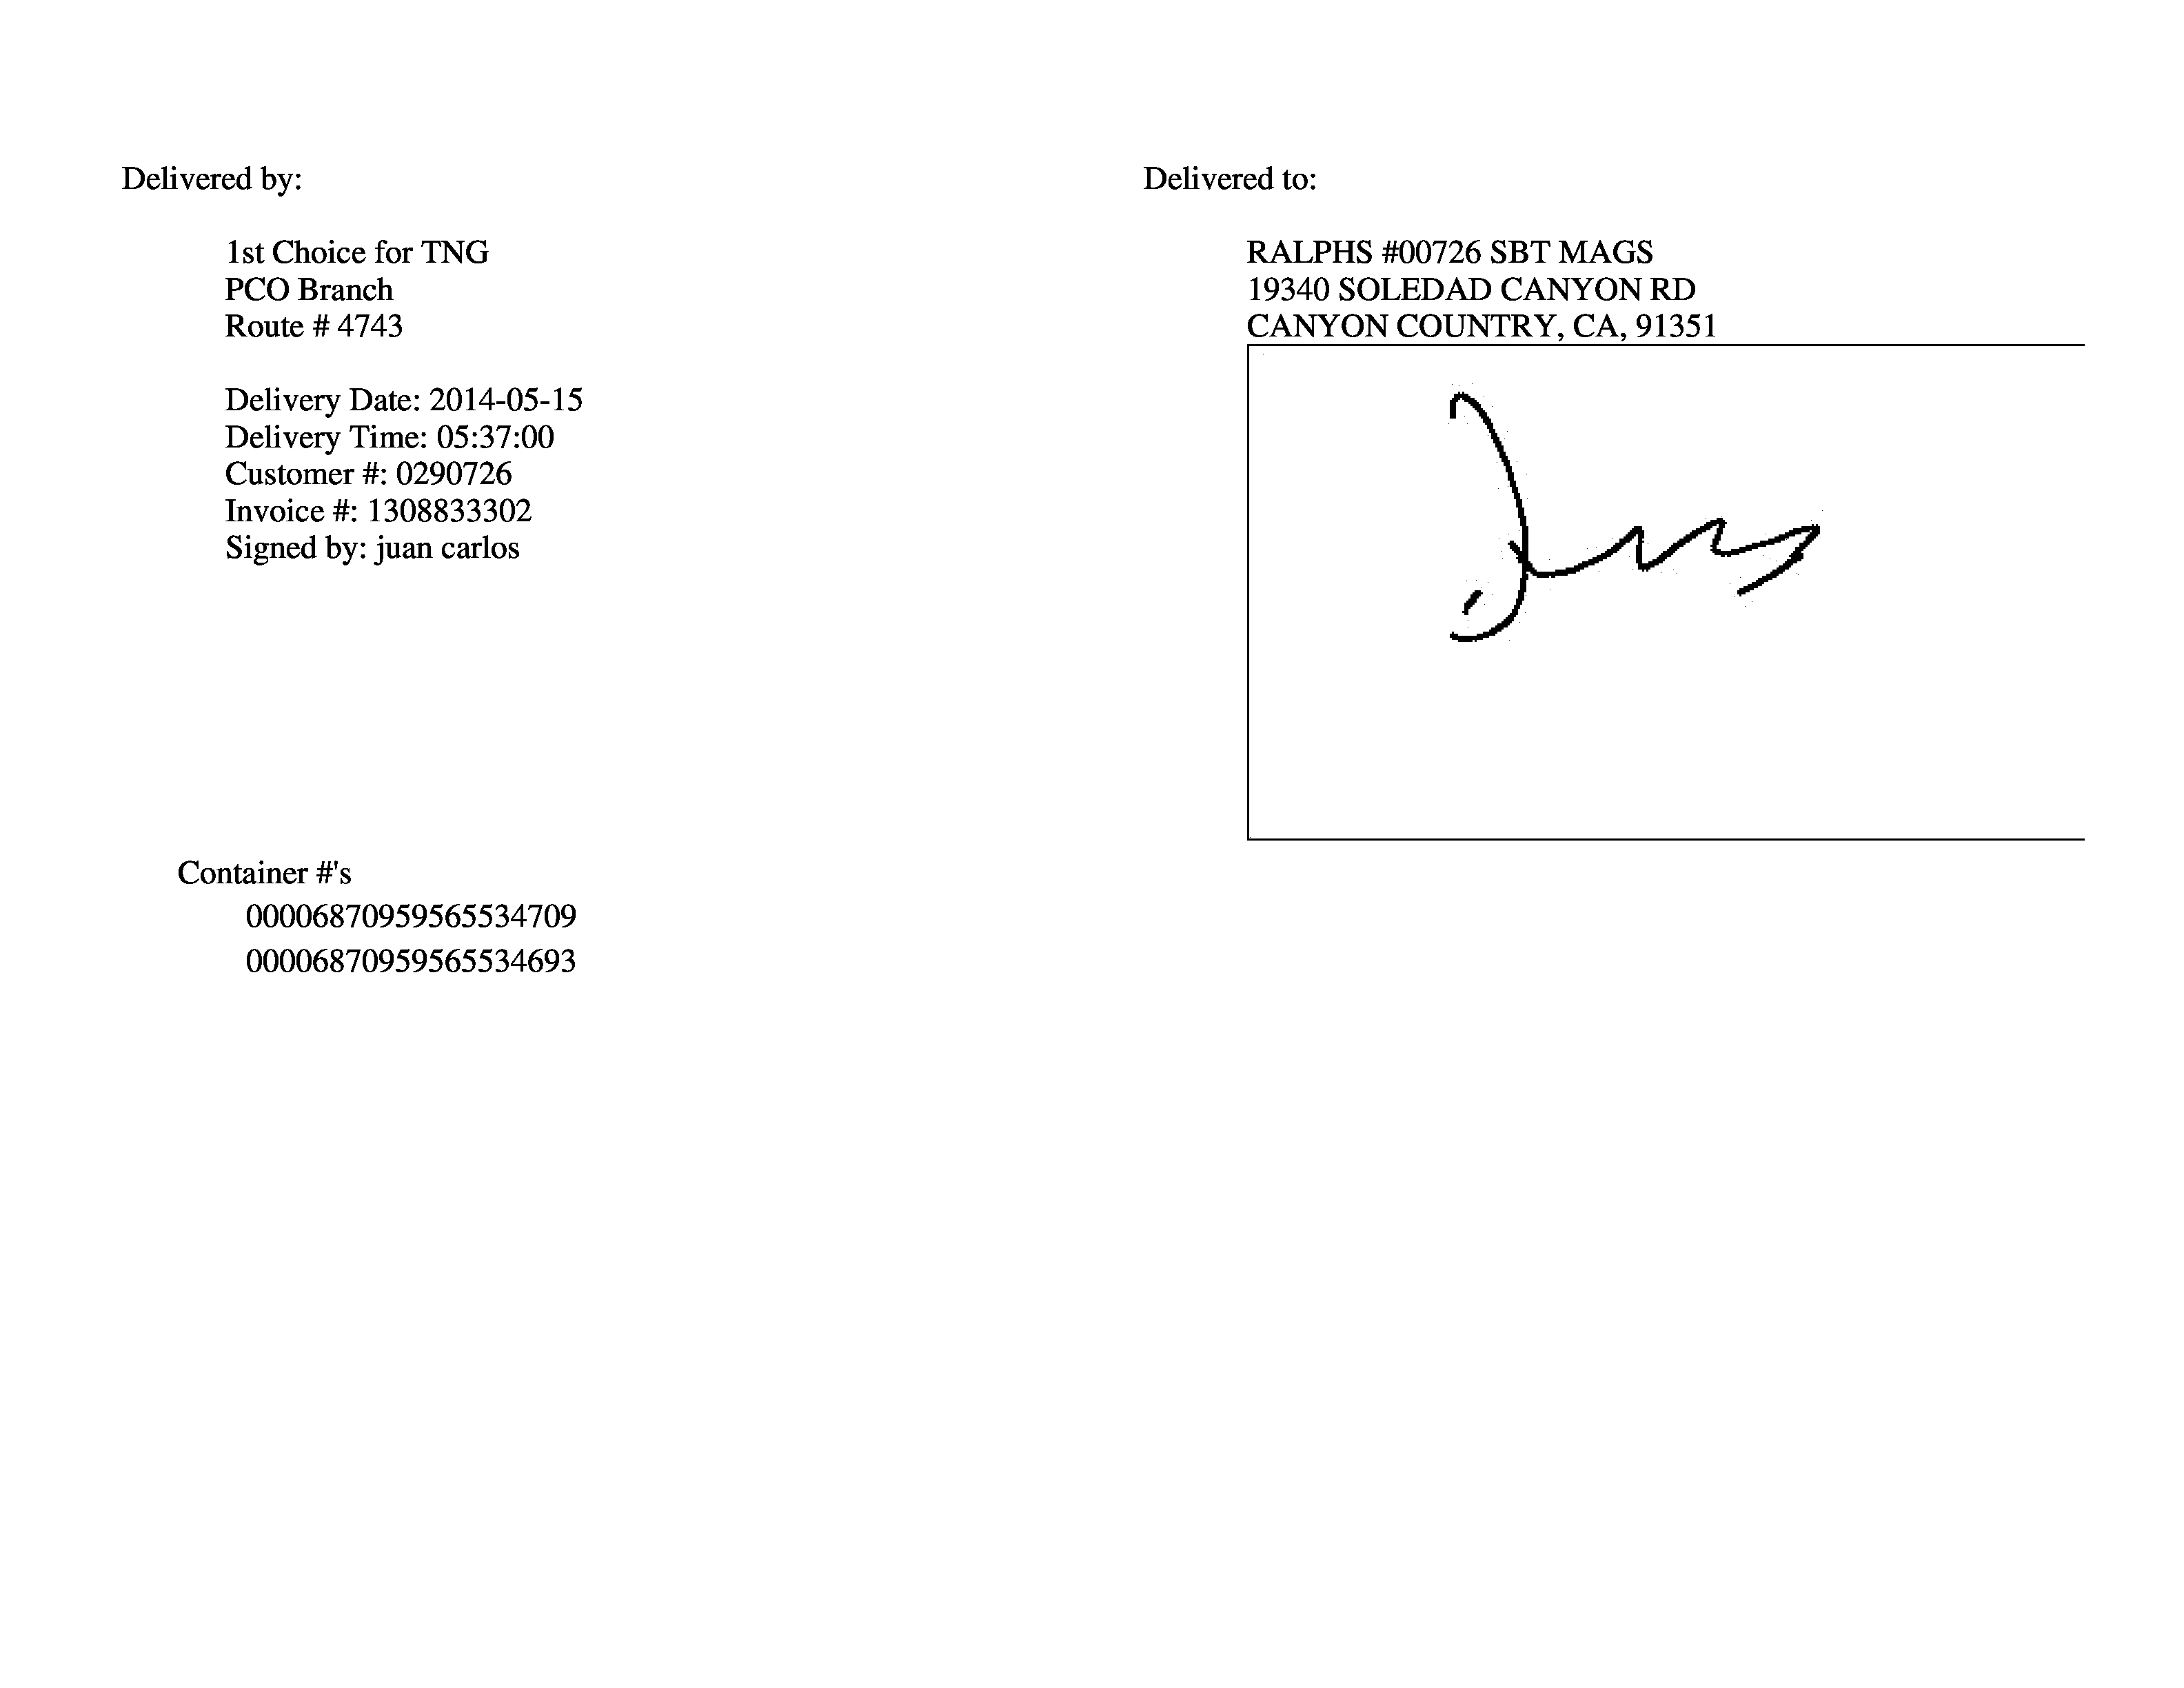 Delivered by:
1st Choice for TNG
PCO Branch
Route # 4743
Delivery Date: 2014-05-15
Delivery Time: 05:37:00
Customer #: 0290726
Invoice #: 1308833302
Signed by: juan carlos
Delivered to:
RALPHS #00726 SBT MAGS
19340 SOLEDAD CANYON RD
CANYON COUNTRY, CA, 91351
Container #'s
00006870959565534709
00006870959565534693